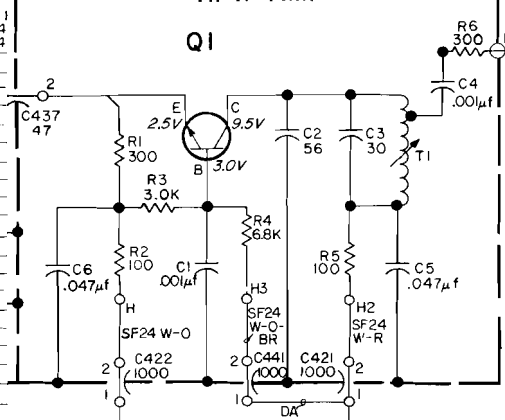 Q1
R6
300
2
C437
47
E
C
2.5V
9.5V
3.0V
B
C4
.001µf
C2
56
C3
30
T1
R1
300
R3
3.0K
R4
6.8K
R2
100
C6
.047µf
C1
.001µf
R5
100
C5
.047µf
H
H3
H2
SF24 W-O
SF24
W-O-
BR
SF24
W-R
2
C422
1000
2
C441
1000
C421
1000
2
1
1
1
DA